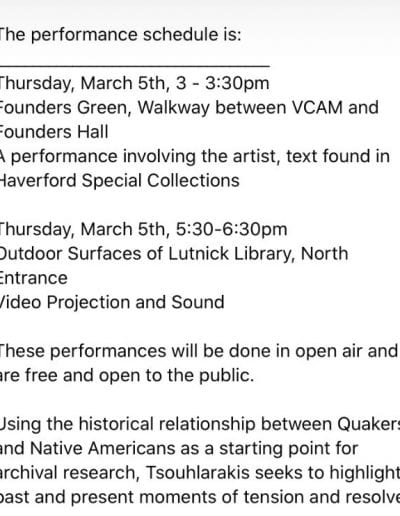 The performance schedule is:
______________________________
Thursday, March 5th, 3 - 3:30pm
Founders Green, Walkway between VCAM and
Founders Hall
A performance involving the artist, text found in
Haverford Special Collections
Thursday, March 5th, 5:30-6:30pm
Outdoor Surfaces of Lutnick Library, North
Entrance
Video Projection and Sound
These performances will be done in open air and
are free and open to the public.
Using the historical relationship between Quakers
and Native Americans as a starting point for
archival research, Tsouhlarakis seeks to highlight
past and present moments of tension and resolve